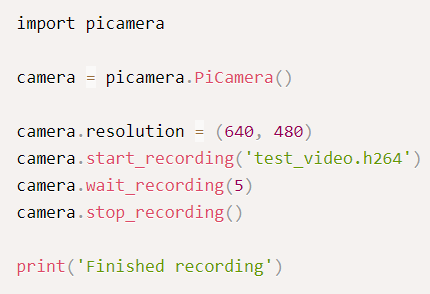 import picamera
camera = picamera.PiCamera()
camera.resolution = (640, 480)
camera.start_recording('test_video.h264')
camera.wait_recording(5)
camera.stop_recording()
print('Finished recording')